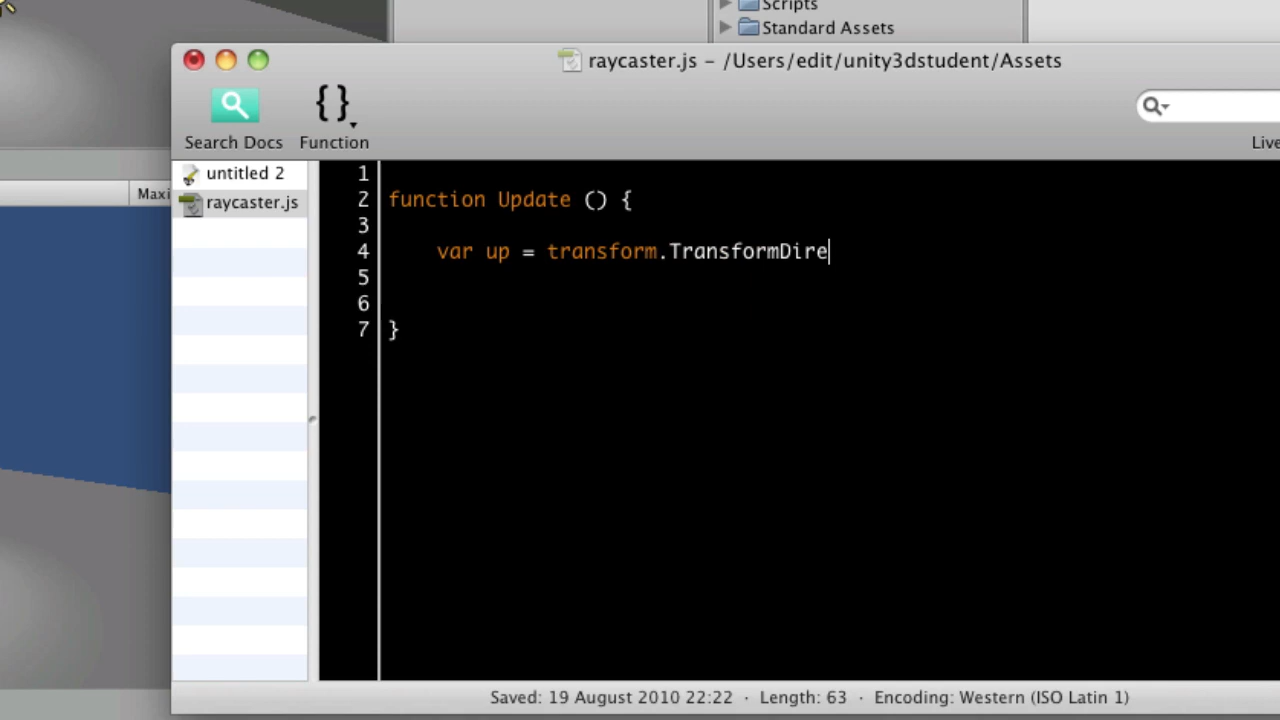 Scripts
Standard Assets
raycaster.js – /Users/edit/unity3dstudent/Assets
Search Docs
{}
Function
Live
Maxi
untitled 2
raycaster.js
1
2 function Update () {
3
4 var up = transform.TransformDire
5
6
7 }
Saved: 19 August 2010 22:22 · Length: 63 · Encoding: Western (ISO Latin 1)